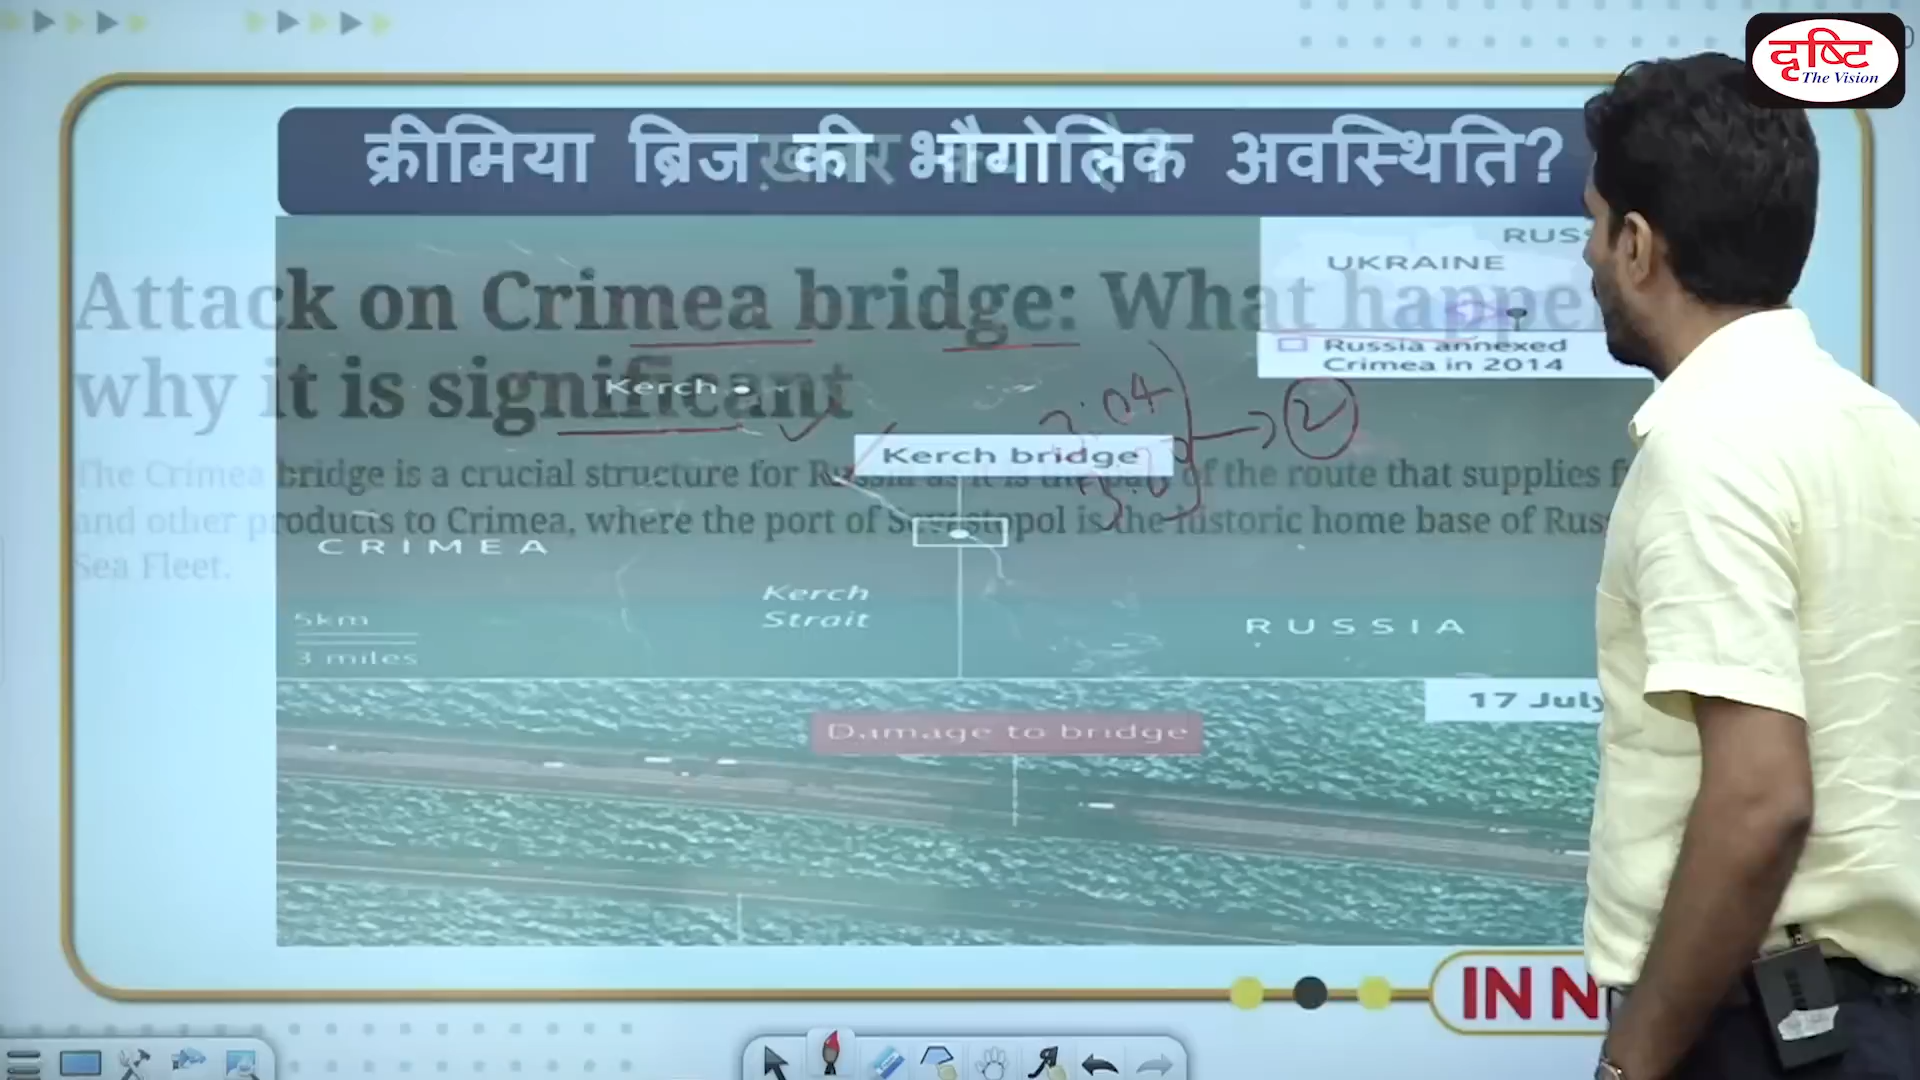 दृष्टि
The Vision
क्रीमिया ब्रिज की भौगोलिक अवस्थिति?
Attack on Crimea bridge: What
why it is significant
The Crimea bridge is a crucial structure for Russia as it is the part of the route that supplies
and other products to Crimea, where the port of Sevastopol is the historic home base of
Sea Fleet.
UKRAINE
Russia annexed
Crimea in 2014
Kerch
3:04
2
Kerch bridge
CRIMEA
Kerch
Strait
RUSSIA
5km
3 miles
17 July
Damage to bridge
IN